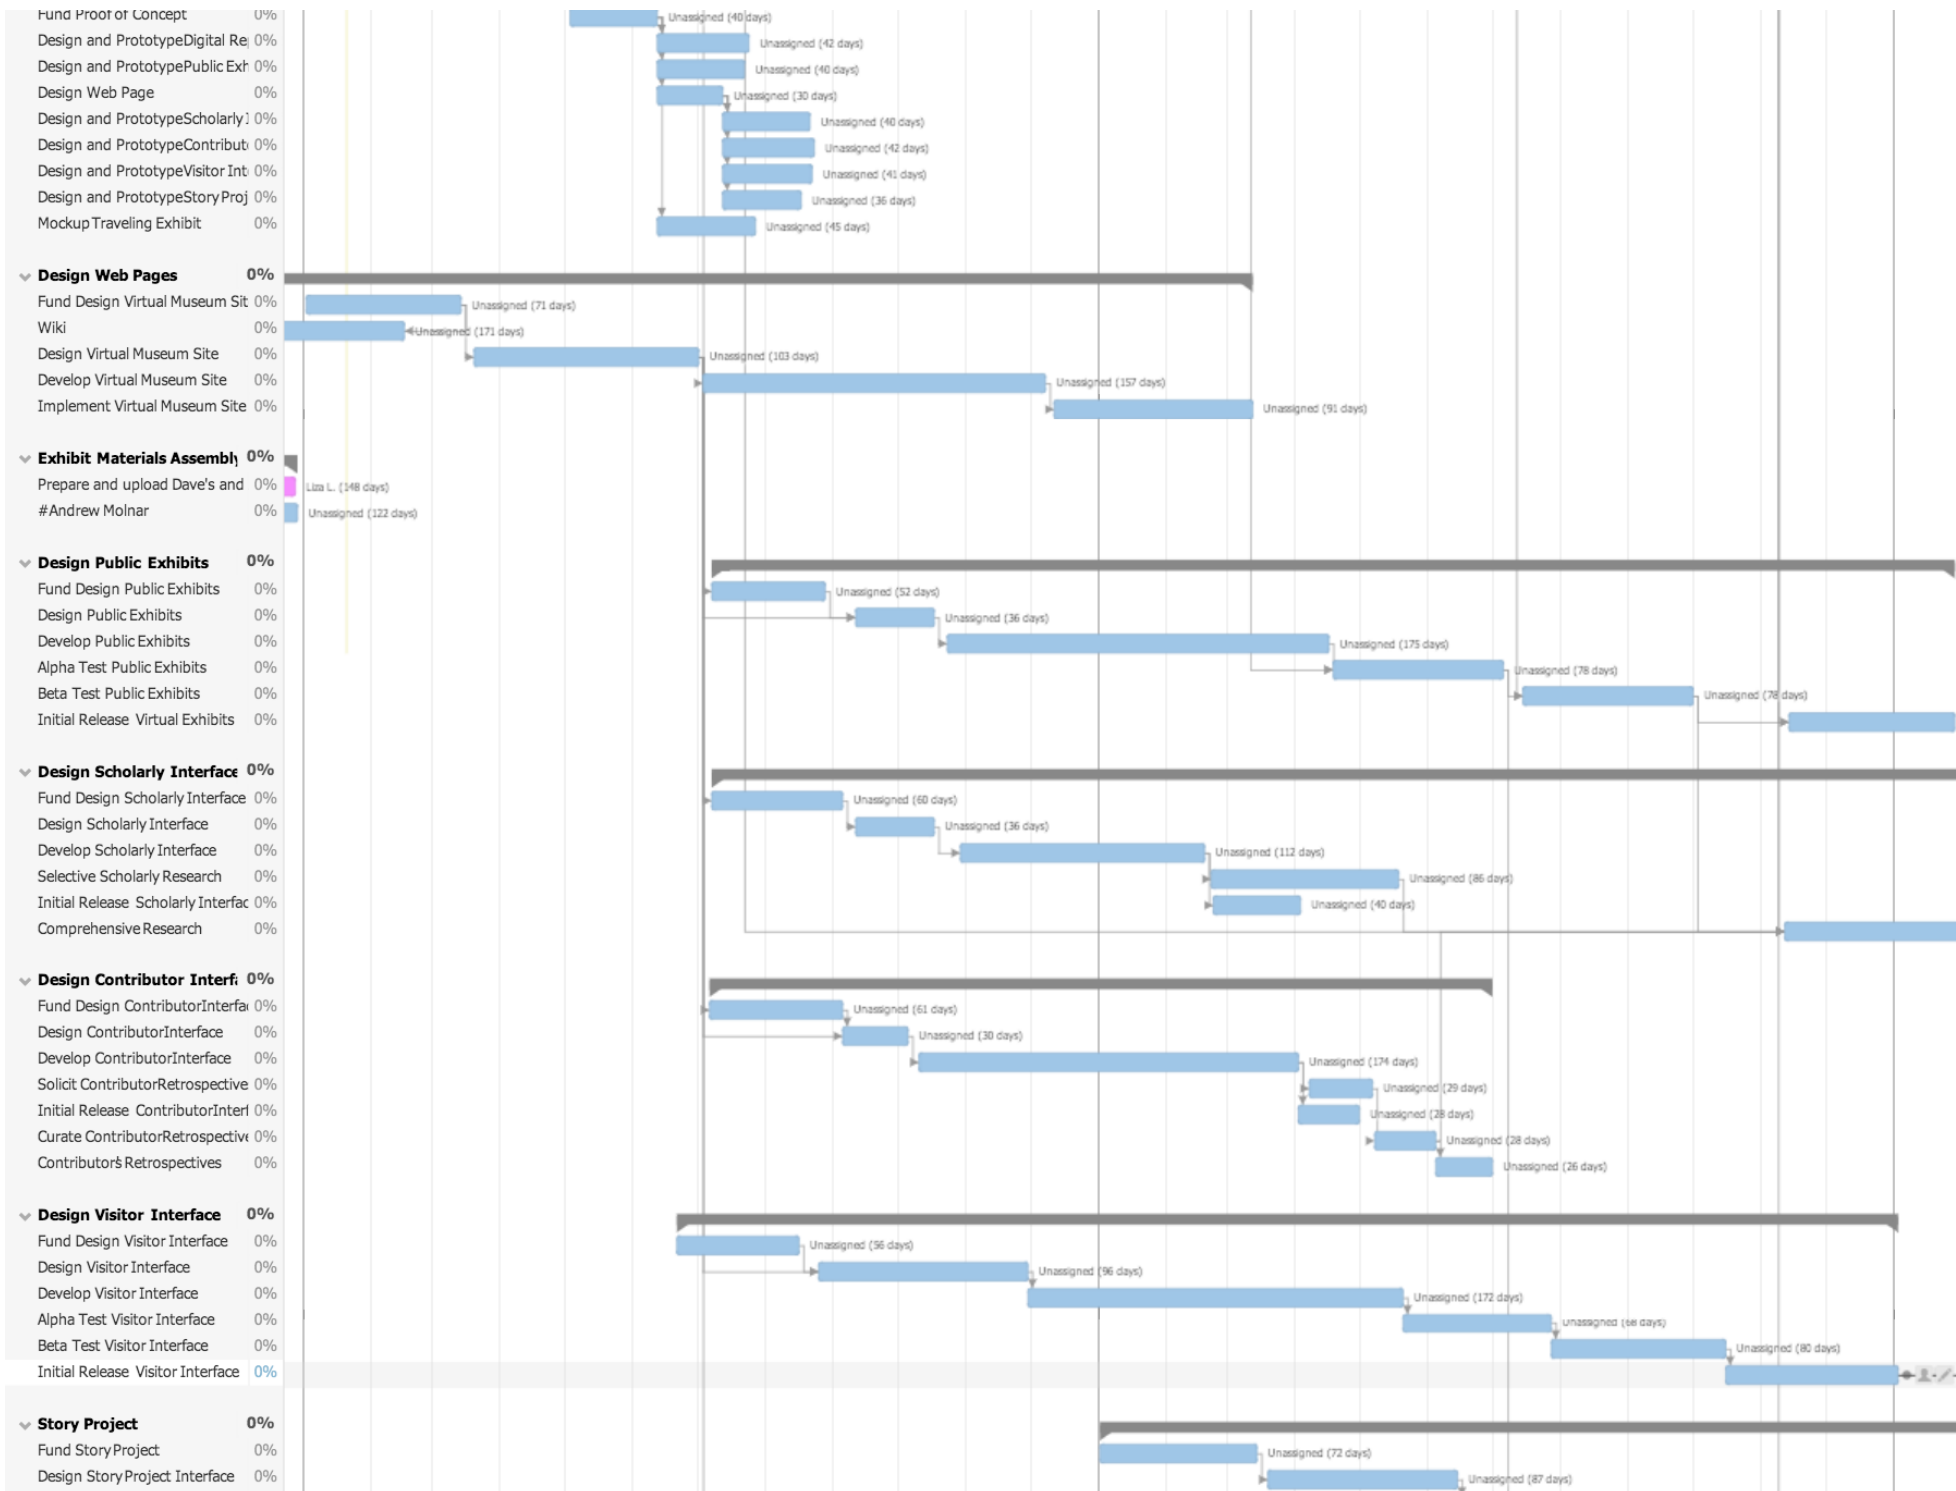 Fund Proof of Concept 0% Unassigned (40 days)
Design and PrototypeDigital Re 0% Unassigned (42 days)
Design and PrototypePublic Exh 0% Unassigned (40 days)
Design Web Page 0% Unassigned (30 days)
Design and PrototypeScholarly I 0% Unassigned (40 days)
Design and PrototypeContribut 0% Unassigned (42 days)
Design and PrototypeVisitor Int 0% Unassigned (41 days)
Design and PrototypeStoryProj 0% Unassigned (36 days)
Mockup Traveling Exhibit 0% Unassigned (45 days)
Design Web Pages 0%
Fund Design Virtual Museum Sit 0% Unassigned (71 days)
Wiki 0% Unassigned (171 days)
Design Virtual Museum Site 0% Unassigned (103 days)
Develop Virtual Museum Site 0% Unassigned (157 days)
Implement Virtual Museum Site 0% Unassigned (91 days)
Exhibit Materials Assembly 0%
Prepare and upload Dave's and 0% Liza L. (148 days)
#Andrew Molnar 0% Unassigned (122 days)
Design Public Exhibits 0%
Fund Design Public Exhibits 0% Unassigned (52 days)
Design Public Exhibits 0% Unassigned (36 days)
Develop Public Exhibits 0% Unassigned (175 days)
Alpha Test Public Exhibits 0% Unassigned (78 days)
Beta Test Public Exhibits 0% Unassigned (78 days)
Initial Release Virtual Exhibits 0%
Design Scholarly Interface 0%
Fund Design Scholarly Interface 0% Unassigned (60 days)
Design Scholarly Interface 0% Unassigned (36 days)
Develop Scholarly Interface 0% Unassigned (112 days)
Selective Scholarly Research 0% Unassigned (86 days)
Initial Release Scholarly Interfac 0% Unassigned (40 days)
Comprehensive Research 0%
Design Contributor Interfa 0%
Fund Design ContributorInterfac 0% Unassigned (61 days)
Design ContributorInterface 0% Unassigned (30 days)
Develop ContributorInterface 0% Unassigned (174 days)
Solicit ContributorRetrospective 0% Unassigned (29 days)
Initial Release ContributorInterf 0% Unassigned (28 days)
Curate ContributorRetrospective 0% Unassigned (28 days)
Contributor's Retrospectives 0% Unassigned (26 days)
Design Visitor Interface 0%
Fund Design Visitor Interface 0% Unassigned (56 days)
Design Visitor Interface 0% Unassigned (96 days)
Develop Visitor Interface 0% Unassigned (172 days)
Alpha Test Visitor Interface 0% Unassigned (68 days)
Beta Test Visitor Interface 0% Unassigned (80 days)
Initial Release Visitor Interface 0%
Story Project 0%
Fund StoryProject 0% Unassigned (72 days)
Design StoryProject Interface 0% Unassigned (87 days)